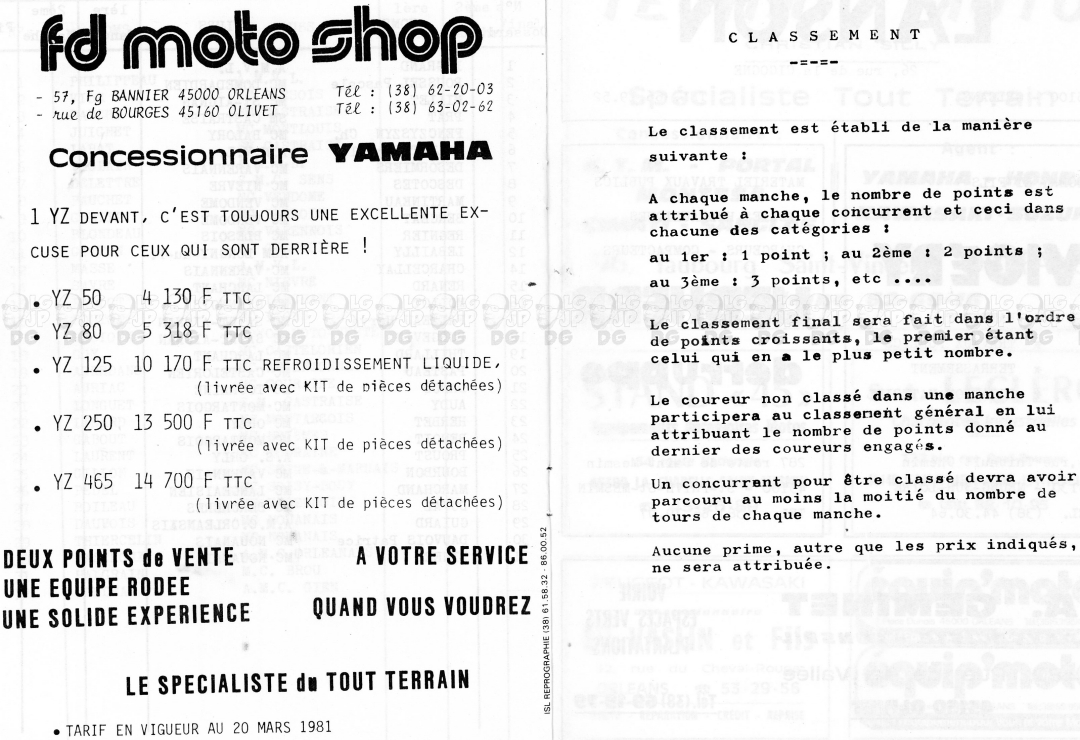 fd moto shop
- 57, Fg BANNIER 45000 ORLEANS Tél : (38) 62-20-03
- rue de BOURGES 45160 OLIVET Tél : (38) 63-02-62
Concessionnaire YAMAHA
1 YZ DEVANT, C'EST TOUJOURS UNE EXCELLENTE EX-
CUSE POUR CEUX QUI SONT DERRIÈRE !
• YZ 50 4 130 F TTC
• YZ 80 5 318 F TTC
• YZ 125 10 170 F TTC REFROIDISSEMENT LIQUIDE,
(livrée avec KIT de pièces détachées)
• YZ 250 13 500 F TTC
(livrée avec KIT de pièces détachées)
• YZ 465 14 700 F TTC
(livrée avec KIT de pièces détachées)
DEUX POINTS de VENTE A VOTRE SERVICE
UNE EQUIPE RODEE
UNE SOLIDE EXPERIENCE QUAND VOUS VOUDREZ
LE SPECIALISTE du TOUT TERRAIN
• TARIF EN VIGUEUR AU 20 MARS 1981
ISL REPROGRAPHIE (38) 61.58.32 - 86.00.52
CLASSEMENT
-=-=-
Le classement est établi de la manière
suivante :
A chaque manche, le nombre de points est
attribué à chaque concurrent et ceci dans
chacune des catégories :
au 1er : 1 point ; au 2ème : 2 points ;
au 3ème : 3 points, etc ....
Le classement final sera fait dans l'ordre
de points croissants, le premier étant
celui qui en a le plus petit nombre.
Le coureur non classé dans une manche
participera au classement général en lui
attribuant le nombre de points donné au
dernier des coureurs engagés.
Un concurrent pour être classé devra avoir
parcouru au moins la moitié du nombre de
tours de chaque manche.
Aucune prime, autre que les prix indiqués,
ne sera attribuée.